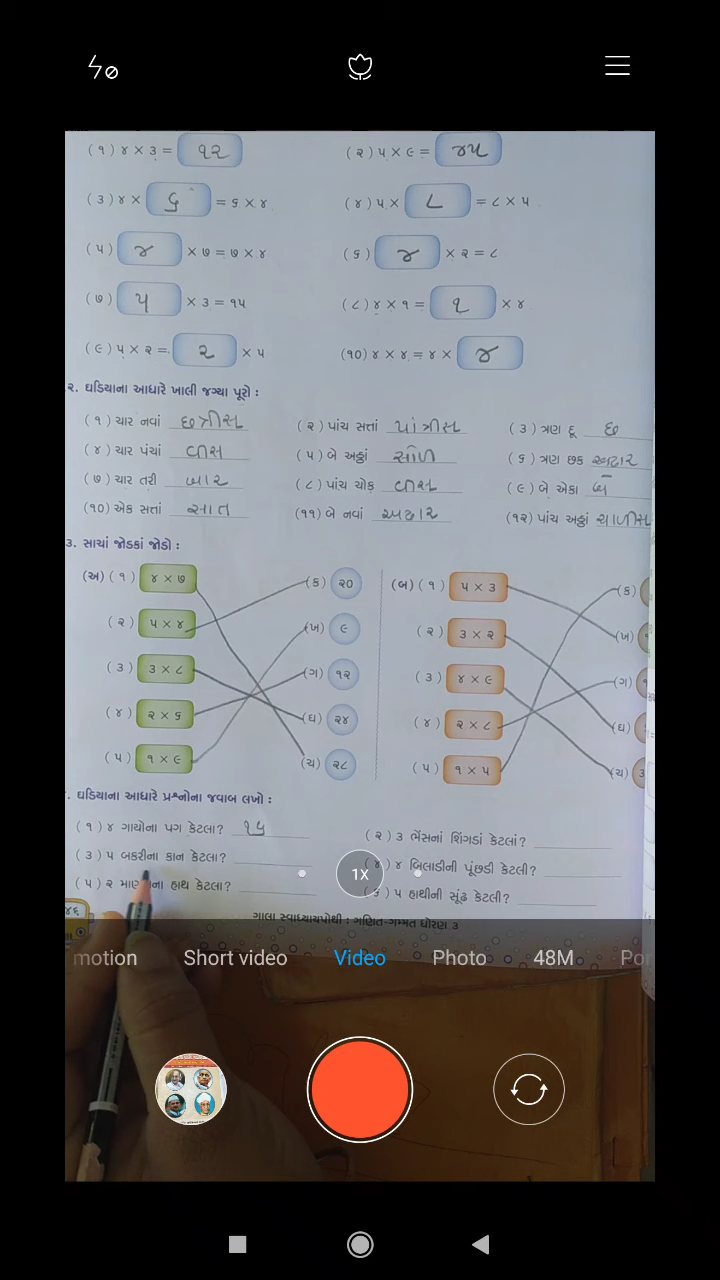 (૧) ૪ × ૩ = ૧૨ (૨) ૫ × ૯ = ૪૫
(૩) ૪ × ૬ = ૬ × ૪ (૪) ૫ × ૮ = ૮ × ૫
(૫) ૪ × ૭ = ૭ × ૪ (૬) ૪ × ૨ = ૮
(૭) ૫ × ૩ = ૧૫ (૮) ૪ × ૧ = ૧ × ૪
(૯) ૫ × ૨ = ૨ × ૫ (૧૦) ૪ × ૪ = ૪ × ૪
૨. ઘડિયાના આધારે ખાલી જગ્યા પૂરો :
(૧) ચાર નવાં છત્રીસ (૨) પાંચ સત્તાં પાંત્રીસ (૩) ત્રણ દૂ છ
(૪) ચાર પંચાં વીસ (૫) બે અઠ્ઠાં સોળ (૬) ત્રણ છક અઢાર
(૭) ચાર તરી બાર (૮) પાંચ ચોક વીસ (૯) બે એકા બે
(૧૦) એક સત્તાં સાત (૧૧) બે નવાં અઢાર (૧૨) પાંચ અઠ્ઠાં ચાળીસ
૩. સાચાં જોડકાં જોડો :
(અ) (૧) ૪ × ૭ (ક) ૨૦ (બ) (૧) ૫ × ૩ (ક)
(૨) ૫ × ૪ (ખ) ૯ (૨) ૩ × ૨ (ખ)
(૩) ૩ × ૮ (ગ) ૧૨ (૩) ૪ × ૯ (ગ)
(૪) ૨ × ૬ (ઘ) ૨૪ (૪) ૨ × ૮ (ઘ)
(૫) ૧ × ૯ (ચ) ૨૮ (૫) ૧ × ૫ (ચ) ૩
ઘડિયાના આધારે પ્રશ્નોના જવાબ લખો :
(૧) ૪ ગાયોના પગ કેટલા? ૧૬ (૨) ૩ ભેંસનાં શિંગડાં કેટલાં?
(૩) ૫ બકરીના કાન કેટલા? (૪) ૪ બિલાડીની પૂંછડી કેટલી?
1X
(૫) ૨ હાથ કેટલા? (૬) ૫ હાથીની સૂંઢ કેટલી?
૪૬ ગાલા સ્વાધ્યાયપોથી : ગણિત-ગમ્મત ધોરણ ૩
motion Short video Video Photo 48M Por